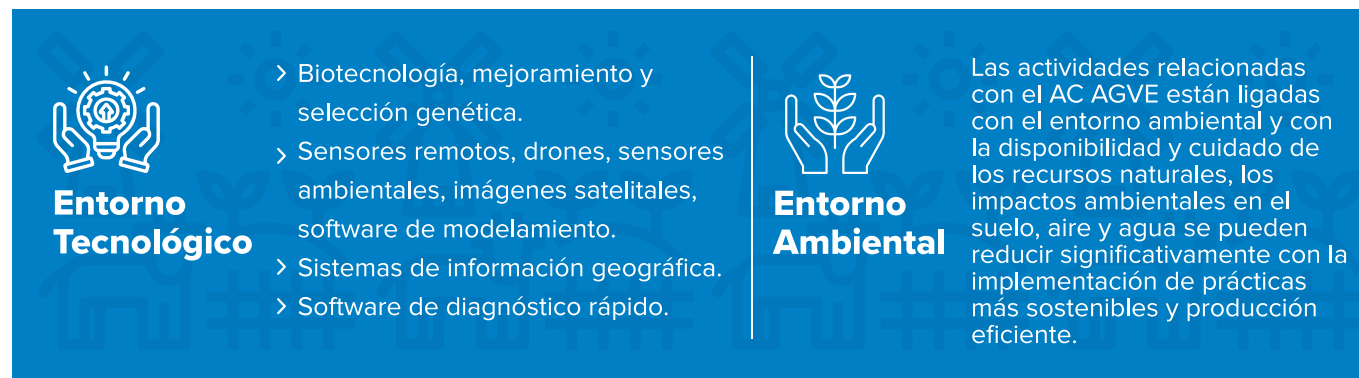 Entorno
Tecnológico
> Biotecnología, mejoramiento y
selección genética.
> Sensores remotos, drones, sensores
ambientales, imágenes satelitales,
software de modelamiento.
> Sistemas de información geográfica.
> Software de diagnóstico rápido.
Entorno
Ambiental
Las actividades relacionadas
con el AC AGVE están ligadas
con el entorno ambiental y con
la disponibilidad y cuidado de
los recursos naturales, los
impactos ambientales en el
suelo, aire y agua se pueden
reducir significativamente con la
implementación de prácticas
más sostenibles y producción
eficiente.